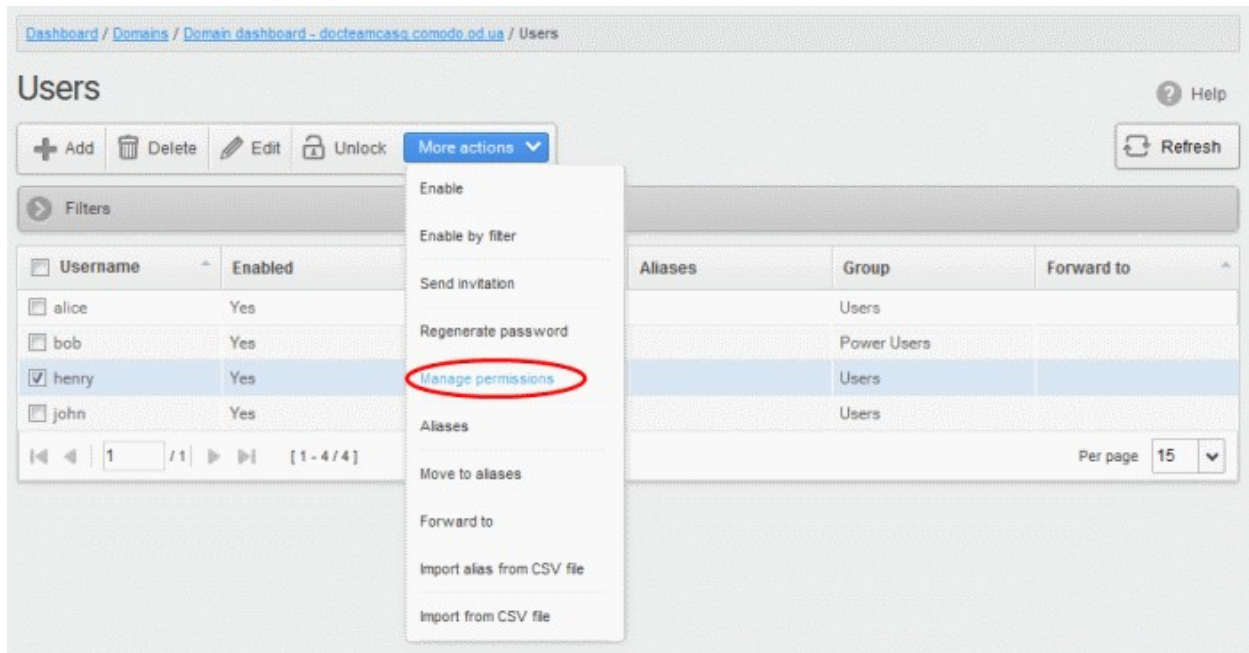 Dashboard / Domains / Domain dashboard - docteamcasg.comodo.od.ua / Users
Users
Help
Add Delete Edit Unlock More actions Refresh
Enable
Filters
Enable by filter
Username Enabled Aliases Group Forward to
Send invitation
alice Yes Users
Regenerate password
bob Yes Power Users
henry Yes Manage permissions Users
john Yes Users
Aliases
1 / 1 [ 1 - 4 / 4 ] Per page 15
Move to aliases
Forward to
Import alias from CSV file
Import from CSV file